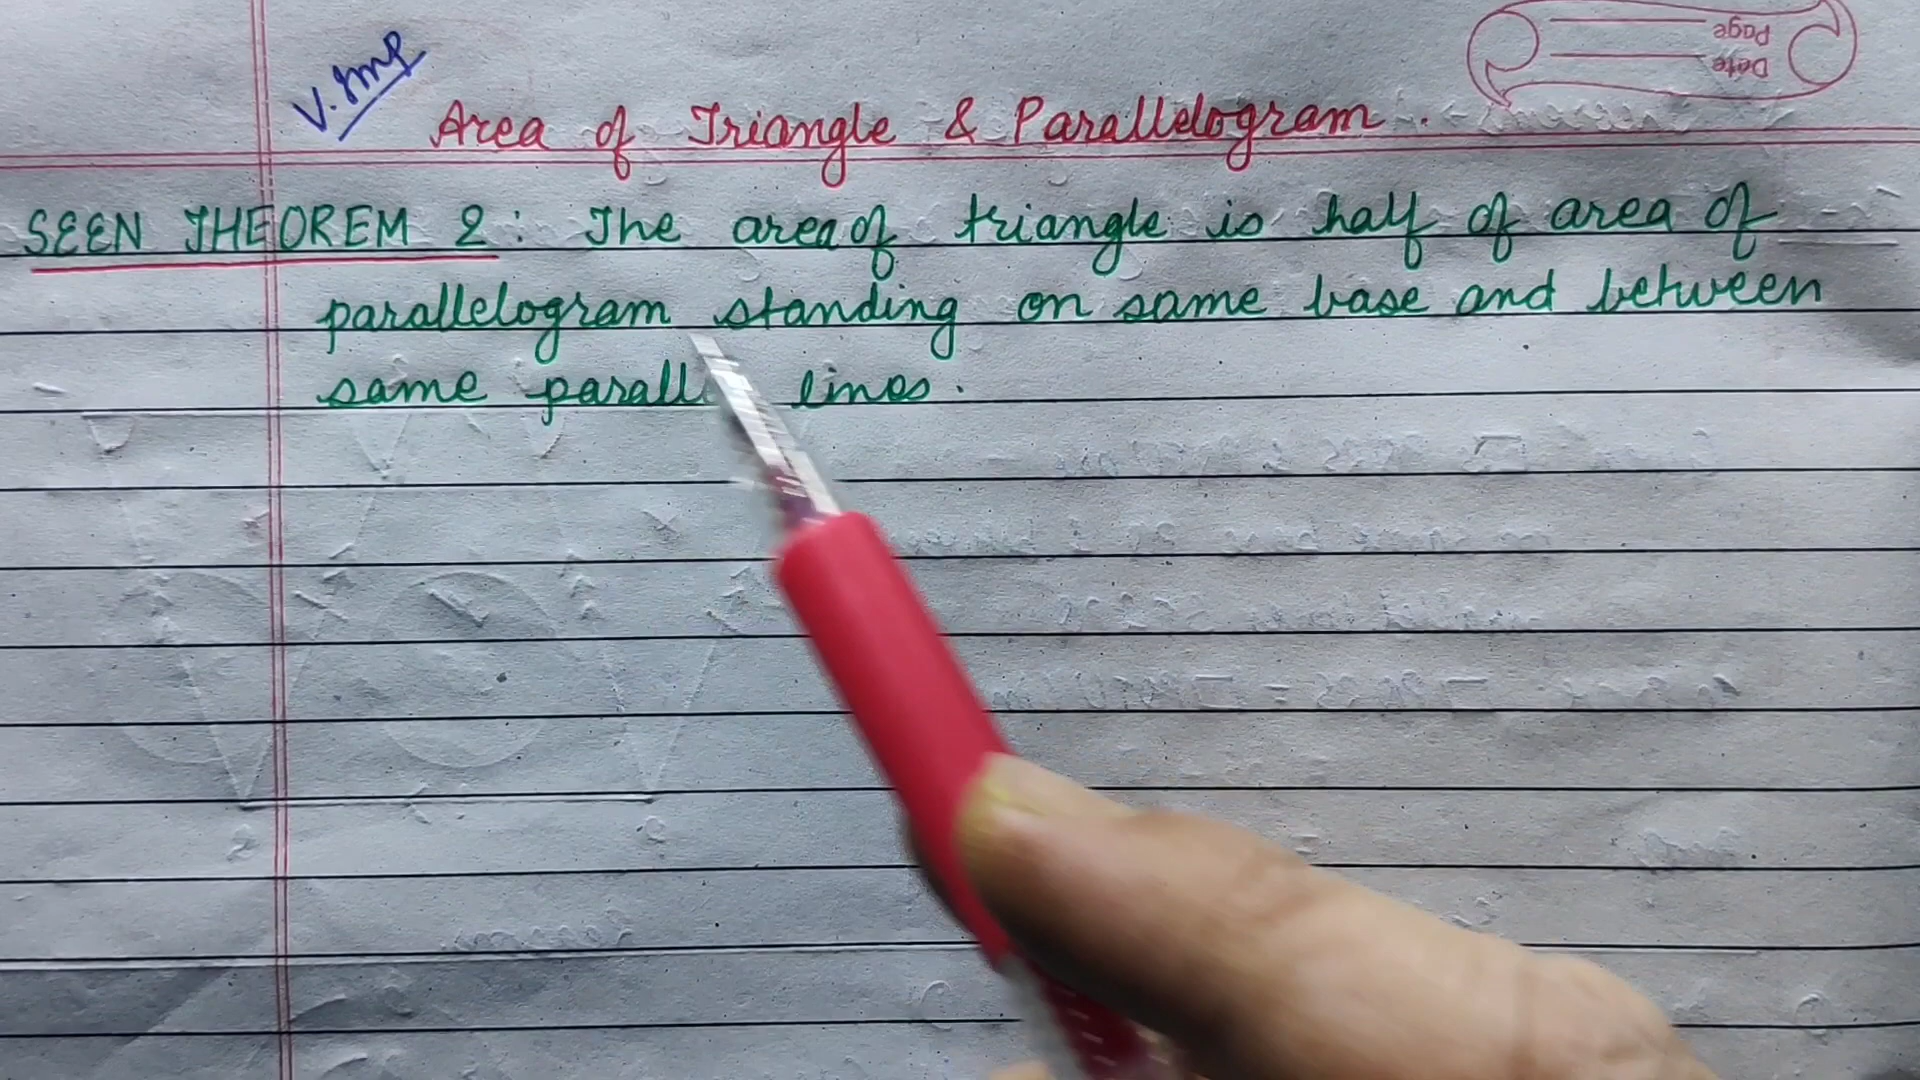 Page
Date
V. Imp
Area of Triangle & Parallelogram.
SEEN THEOREM 2: The area of triangle is half of area of
parallelogram standing on same base and between
same parall lines.